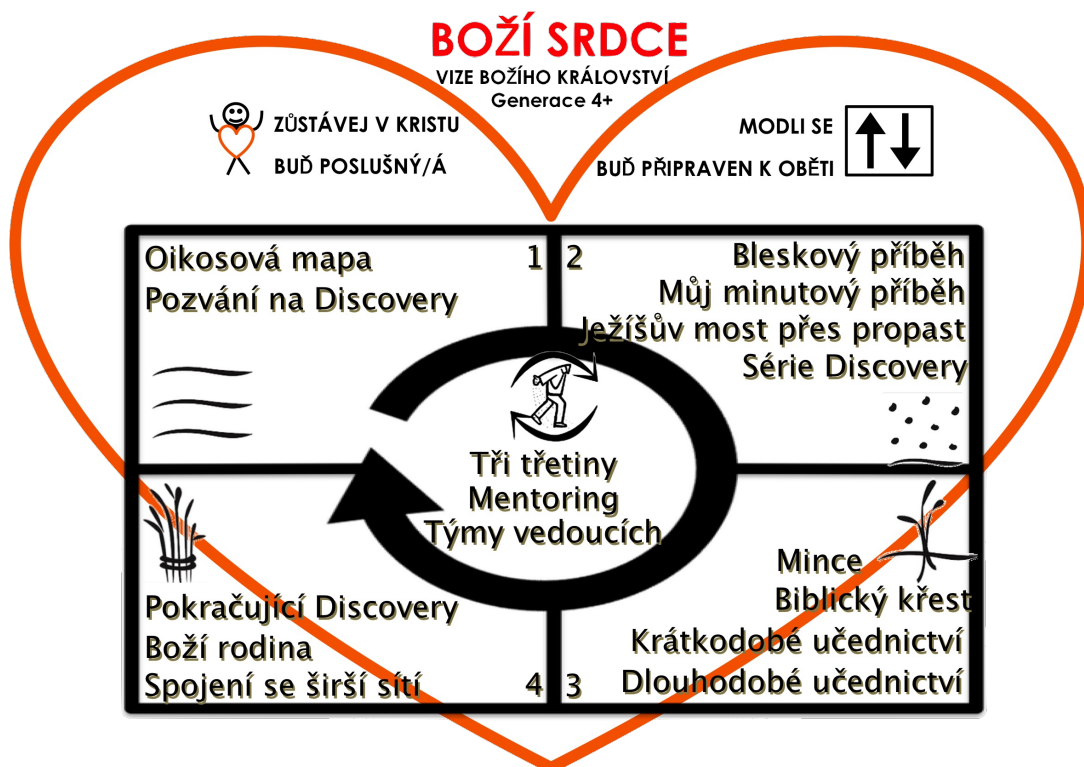 BOŽÍ SRDCE
VIZE BOŽÍHO KRÁLOVSTVÍ
Generace 4+
ZŮSTÁVEJ V KRISTU
BUĎ POSLUŠNÝ/Á
MODLI SE
BUĎ PŘIPRAVEN K OBĚTI
Oikosová mapa
Pozvání na Discovery
1
2
Bleskový příběh
Můj minutový příběh
Ježíšův most přes propast
Série Discovery
Tři třetiny
Mentoring
Týmy vedoucích
Mince
Biblický křest
Krátkodobé učednictví
Dlouhodobé učednictví
3
Pokračující Discovery
Boží rodina
Spojení se širší sítí
4